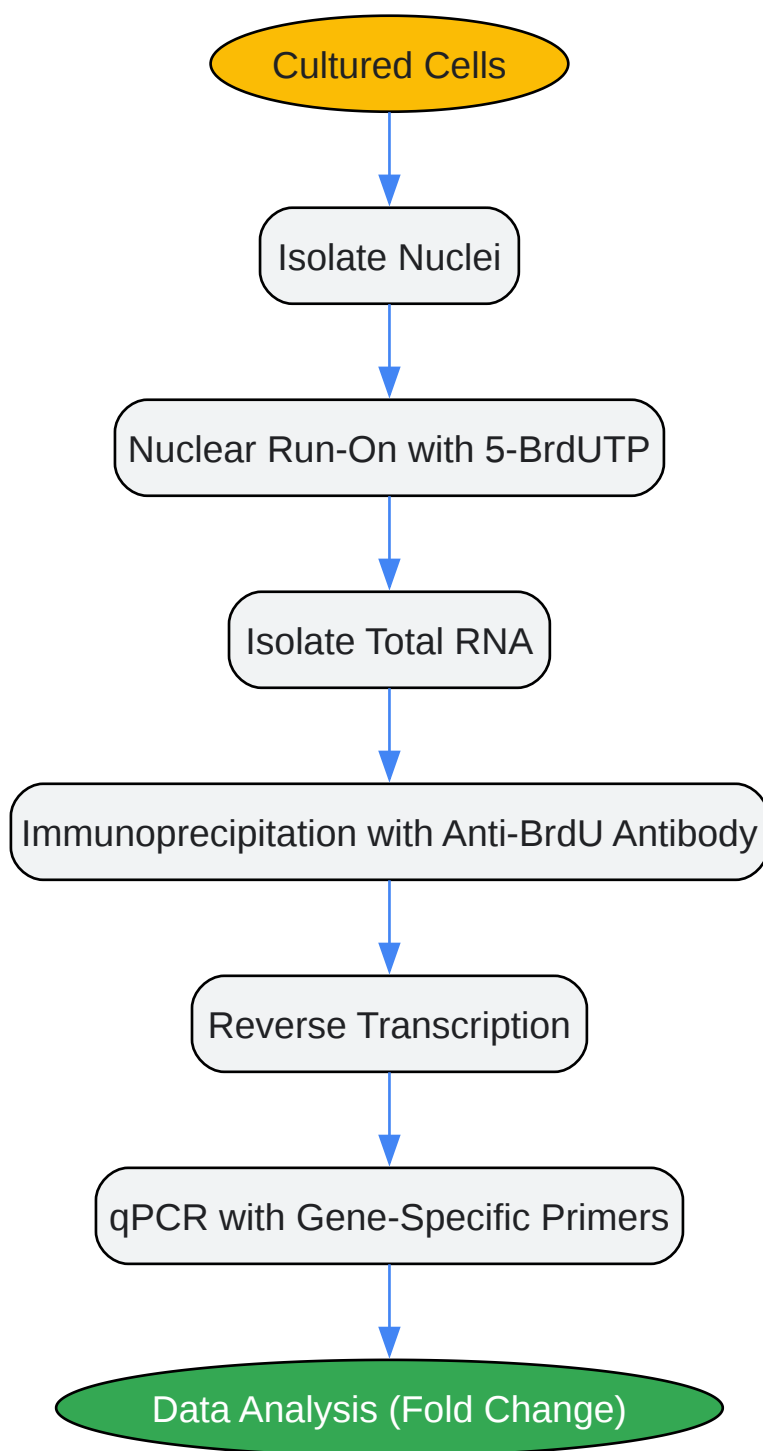 Cultured Cells
Isolate Nuclei
Nuclear Run-On with 5-BrdUTP
Isolate Total RNA
Immunoprecipitation with Anti-BrdU Antibody
Reverse Transcription
qPCR with Gene-Specific Primers
Data Analysis (Fold Change)